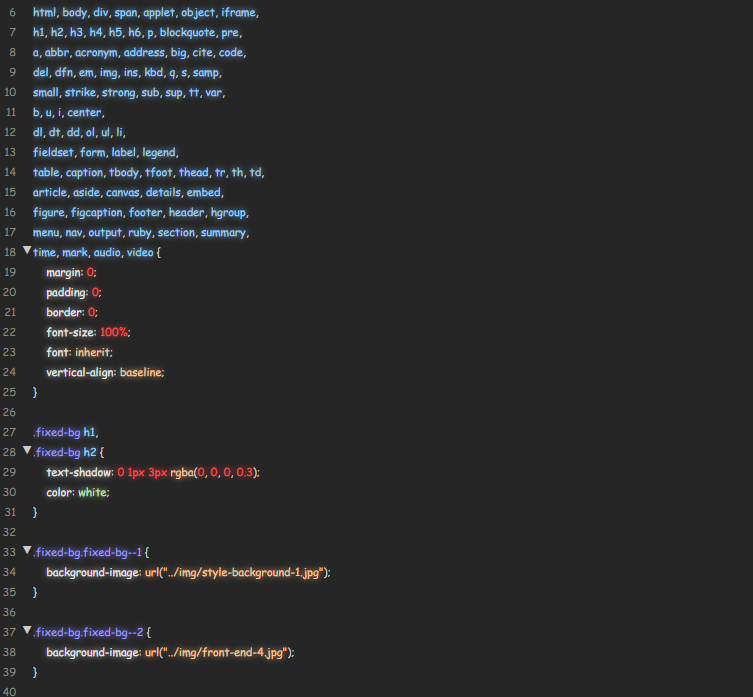 6 html, body, div, span, applet, object, iframe,
7 h1, h2, h3, h4, h5, h6, p, blockquote, pre,
8 a, abbr, acronym, address, big, cite, code,
9 del, dfn, em, img, ins, kbd, q, s, samp,
10 small, strike, strong, sub, sup, tt, var,
11 b, u, i, center,
12 dl, dt, dd, ol, ul, li,
13 fieldset, form, label, legend,
14 table, caption, tbody, tfoot, thead, tr, th, td,
15 article, aside, canvas, details, embed,
16 figure, figcaption, footer, header, hgroup,
17 menu, nav, output, ruby, section, summary,
18 time, mark, audio, video {
19 margin: 0;
20 padding: 0;
21 border: 0;
22 font-size: 100%;
23 font: inherit;
24 vertical-align: baseline;
25 }
26
27 .fixed-bg h1,
28 .fixed-bg h2 {
29 text-shadow: 0 1px 3px rgba(0, 0, 0, 0.3);
30 color: white;
31 }
32
33 .fixed-bg.fixed-bg--1 {
34 background-image: url("../img/style-background-1.jpg");
35 }
36
37 .fixed-bg.fixed-bg--2 {
38 background-image: url("../img/front-end-4.jpg");
39 }
40